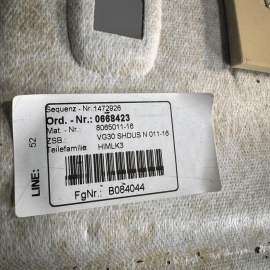 Sequenz - Nr.:1472926
Ord. - Nr.: 0668423
Mat. - Nr.: 8065011-16
ZSB.: VG30 SHDUS N 011-16
Teilefamilie HIMLK3
FgNr.: B084044
LINE: 52